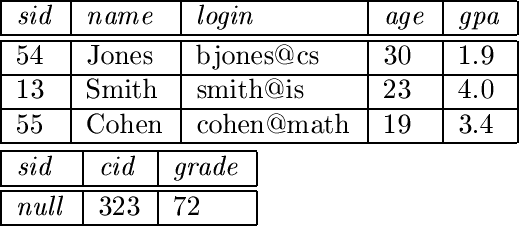 sid name login age gpa
54 Jones bjones@cs 30 1.9
13 Smith smith@is 23 4.0
55 Cohen cohen@math 19 3.4
sid cid grade
null 323 72